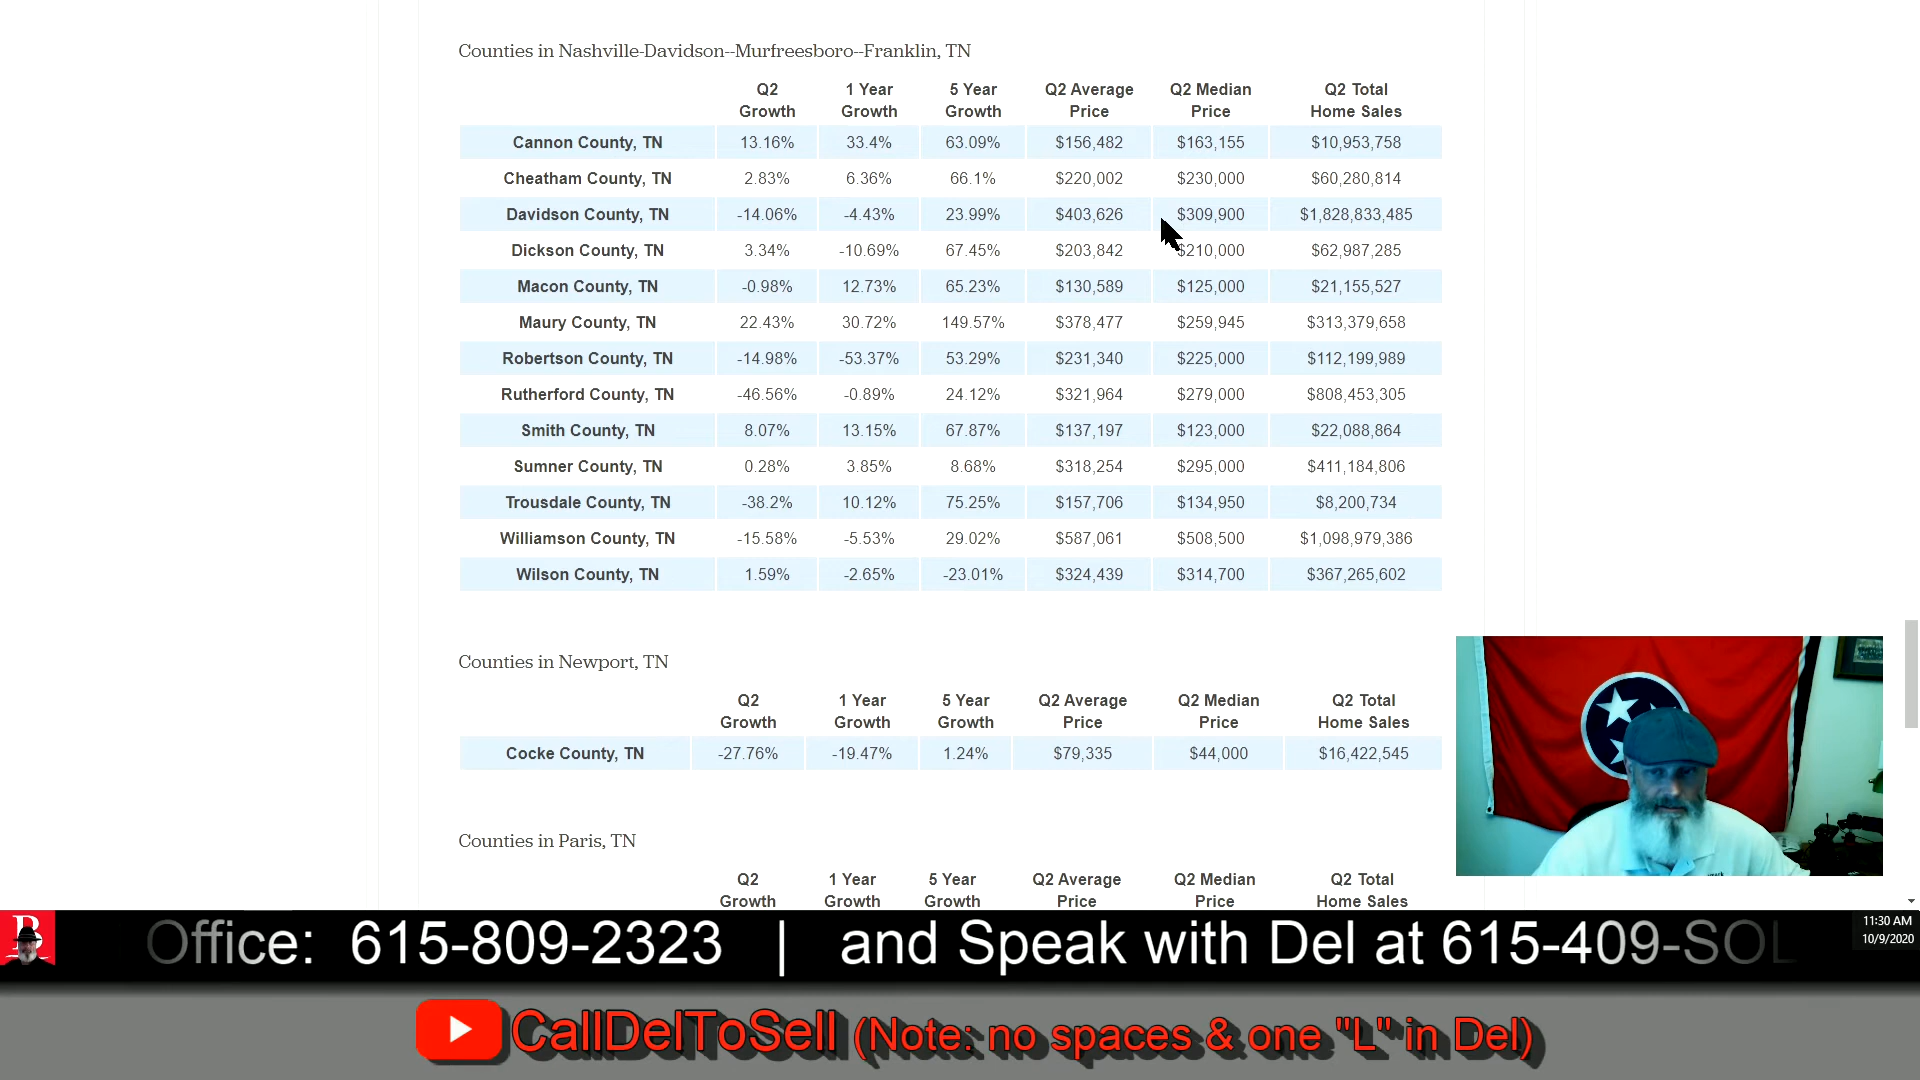 Counties in Nashville-Davidson--Murfreesboro--Franklin, TN
Q2 Growth 1 Year Growth 5 Year Growth Q2 Average Price Q2 Median Price Q2 Total Home Sales
Cannon County, TN 13.16% 33.4% 63.09% $156,482 $163,155 $10,953,758
Cheatham County, TN 2.83% 6.36% 66.1% $220,002 $230,000 $60,280,814
Davidson County, TN -14.06% -4.43% 23.99% $403,626 $309,900 $1,828,833,485
Dickson County, TN 3.34% -10.69% 67.45% $203,842 $210,000 $62,987,285
Macon County, TN -0.98% 12.73% 65.23% $130,589 $125,000 $21,155,527
Maury County, TN 22.43% 30.72% 149.57% $378,477 $259,945 $313,379,658
Robertson County, TN -14.98% -53.37% 53.29% $231,340 $225,000 $112,199,989
Rutherford County, TN -46.56% -0.89% 24.12% $321,964 $279,000 $808,453,305
Smith County, TN 8.07% 13.15% 67.87% $137,197 $123,000 $22,088,864
Sumner County, TN 0.28% 3.85% 8.68% $318,254 $295,000 $411,184,806
Trousdale County, TN -38.2% 10.12% 75.25% $157,706 $134,950 $8,200,734
Williamson County, TN -15.58% -5.53% 29.02% $587,061 $508,500 $1,098,979,386
Wilson County, TN 1.59% -2.65% -23.01% $324,439 $314,700 $367,265,602
Counties in Newport, TN
Q2 Growth 1 Year Growth 5 Year Growth Q2 Average Price Q2 Median Price Q2 Total Home Sales
Cocke County, TN -27.76% -19.47% 1.24% $79,335 $44,000 $16,422,545
Counties in Paris, TN
Q2 Growth 1 Year Growth 5 Year Growth Q2 Average Price Q2 Median Price Q2 Total Home Sales
B Office: 615-809-2323 | and Speak with Del at 615-409-SOL
11:30 AM
10/9/2020
CallDelToSell (Note: no spaces & one "L" in Del)